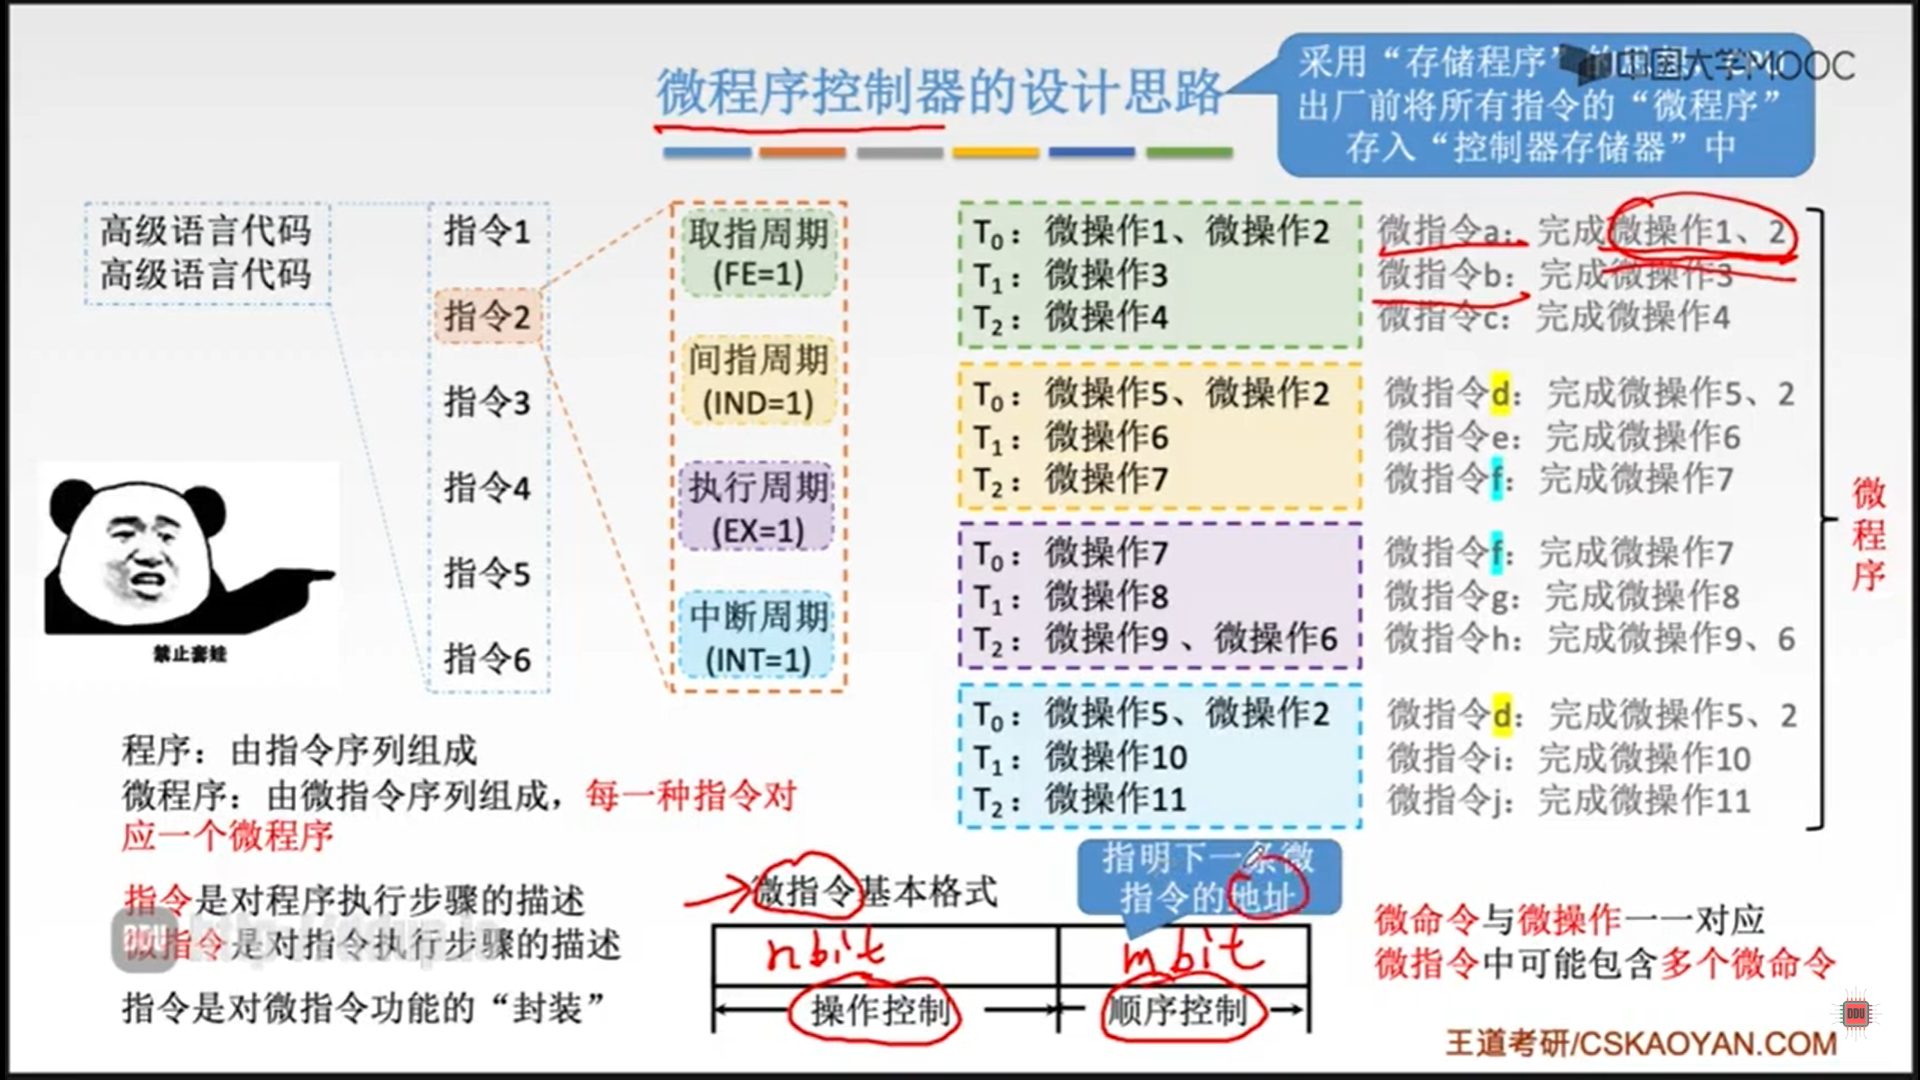 微程序控制器的设计思路
采用“存储程序”
出厂前将所有指令的“微程序”
存入“控制器存储器”中
中国大学MOOC
高级语言代码
高级语言代码
指令1
指令2
指令3
指令4
指令5
指令6
取指周期
(FE=1)
间指周期
(IND=1)
执行周期
(EX=1)
中断周期
(INT=1)
T0：微操作1、微操作2
T1：微操作3
T2：微操作4
T0：微操作5、微操作2
T1：微操作6
T2：微操作7
T0：微操作7
T1：微操作8
T2：微操作9 、微操作6
T0：微操作5、微操作2
T1：微操作10
T2：微操作11
微指令a：完成微操作1、2
微指令b：完成微操作3
微指令c：完成微操作4
微指令d：完成微操作5、2
微指令e：完成微操作6
微指令f：完成微操作7
微指令f：完成微操作7
微指令g：完成微操作8
微指令h：完成微操作9、6
微指令d：完成微操作5、2
微指令i：完成微操作10
微指令j：完成微操作11
微程序
禁止套娃
程序：由指令序列组成
微程序：由微指令序列组成，每一种指令对
应一个微程序
指令是对程序执行步骤的描述
微指令是对指令执行步骤的描述
指令是对微指令功能的“封装”
微指令基本格式
指明下一条微
指令的地址
nbit
mbit
操作控制
顺序控制
微命令与微操作一一对应
微指令中可能包含多个微命令
DDU
DDU
王道考研/CSKAOYAN.COM